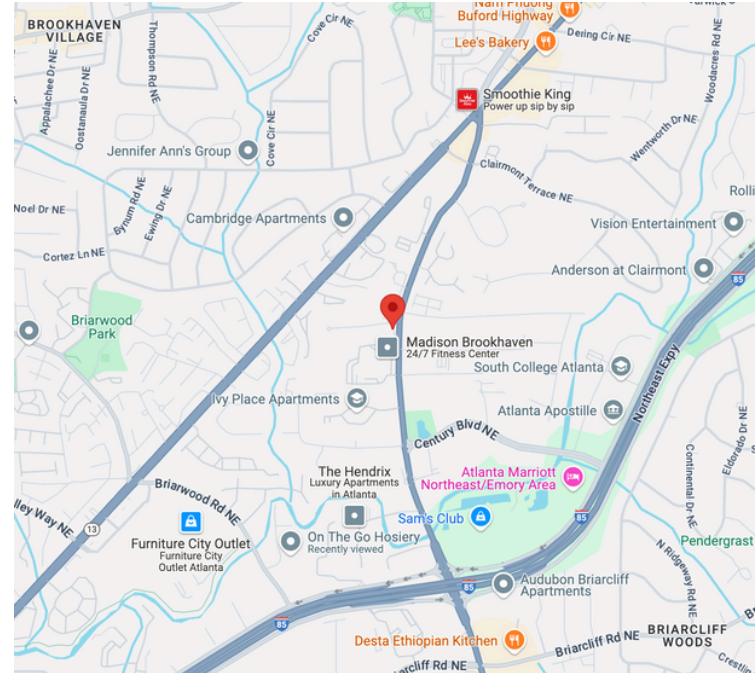 Nam Phuong
Buford Highway
Dering Cir NE
Lee's Bakery
BROOKHAVEN
VILLAGE
Thompson Rd NE
Cove Cir NE
Woodacres Rd NE
Appalachee Dr NE
Oostanaula Dr NE
Smoothie King
Power up sip by sip
Cove Cir NE
Wentworth Dr NE
Jennifer Ann's Group
Clairmont Terrace NE
Bynum Rd NE
Ewing Dr NE
Noel Dr NE
Cambridge Apartments
Vision Entertainment
Cortez Ln NE
Anderson at Clairmont
85
Briarwood
Park
Madison Brookhaven
24/7 Fitness Center
South College Atlanta
Northeast Expy
Ivy Place Apartments
Atlanta Apostille
Century Blvd NE
Eldorado Dr NE
Continental Dr NE
The Hendrix
Luxury Apartments
in Atlanta
Atlanta Marriott
Northeast/Emory Area
Briarwood Rd NE
Sam's Club
85
13
Furniture City Outlet
Furniture City
Outlet Atlanta
On The Go Hosiery
Recently viewed
Pendergrast
N Ridgeway Rd NE
85
Audubon Briarcliff
Apartments
85
Desta Ethiopian Kitchen
Briarcliff Rd NE
BRIARCLIFF
WOODS